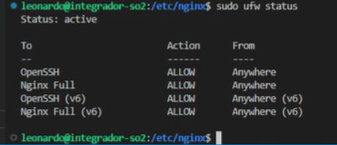 leonardo@integrador-so2:/etc/nginx$ sudo ufw status
Status: active

To                         Action      From
--                         ------      ----
OpenSSH                    ALLOW       Anywhere
Nginx Full                 ALLOW       Anywhere
OpenSSH (v6)               ALLOW       Anywhere (v6)
Nginx Full (v6)            ALLOW       Anywhere (v6)

leonardo@integrador-so2:/etc/nginx$